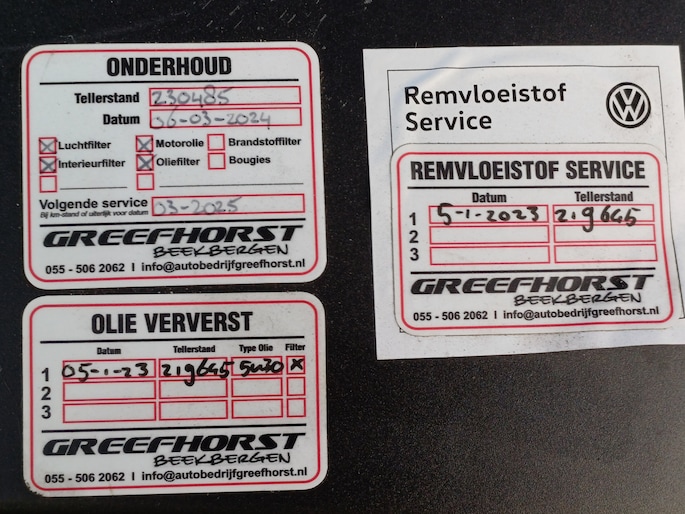 ONDERHOUD
Tellerstand 230485
Datum 06-03-2024
Luchtfilter Motorolie Brandstoffilter
Interieurfilter Oliefilter Bougies
Volgende service 03-2025
Bij km-stand of uiterlijk voor datum
GREEFHORST
BEEKBERGEN
055 - 506 2062 I info@autobedrijfgreefhorst.nl
OLIE VERVERST
Datum Tellerstand Type Olie Filter
1 05-1-23 219645 5W30 X
2
3
GREEFHORST
BEEKBERGEN
055 - 506 2062 I info@autobedrijfgreefhorst.nl
Remvloeistof
Service
REMVLOEISTOF SERVICE
Datum Tellerstand
1 5-1-2023 219645
2
3
GREEFHORST
BEEKBERGEN
055 - 506 2062 I info@autobedrijfgreefhorst.nl